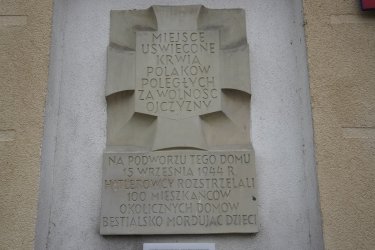 MIEJSCE
UŚWIĘCONE
KRWIĄ
POLAKÓW
POLEGŁYCH
ZA WOLNOŚĆ
OJCZYZNY
NA PODWÓRZU TEGO DOMU
15 WRZEŚNIA 1944 R
HITLEROWCY ROZSTRZELALI
100 MIESZKAŃCÓW
OKOLICZNYCH DOMÓW
BESTIALSKO MORDUJĄC DZIECI